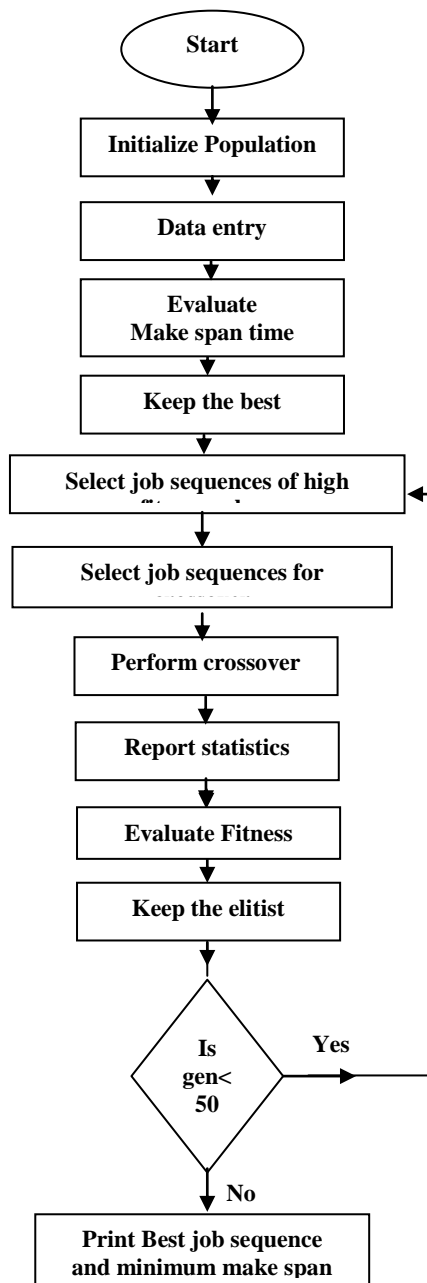 Start
Initialize Population
Data entry
Evaluate
Make span time
Keep the best
Select job sequences of high
Select job sequences for
Perform crossover
Report statistics
Evaluate Fitness
Keep the elitist
Is
gen<
50
Yes
No
Print Best job sequence
and minimum make span